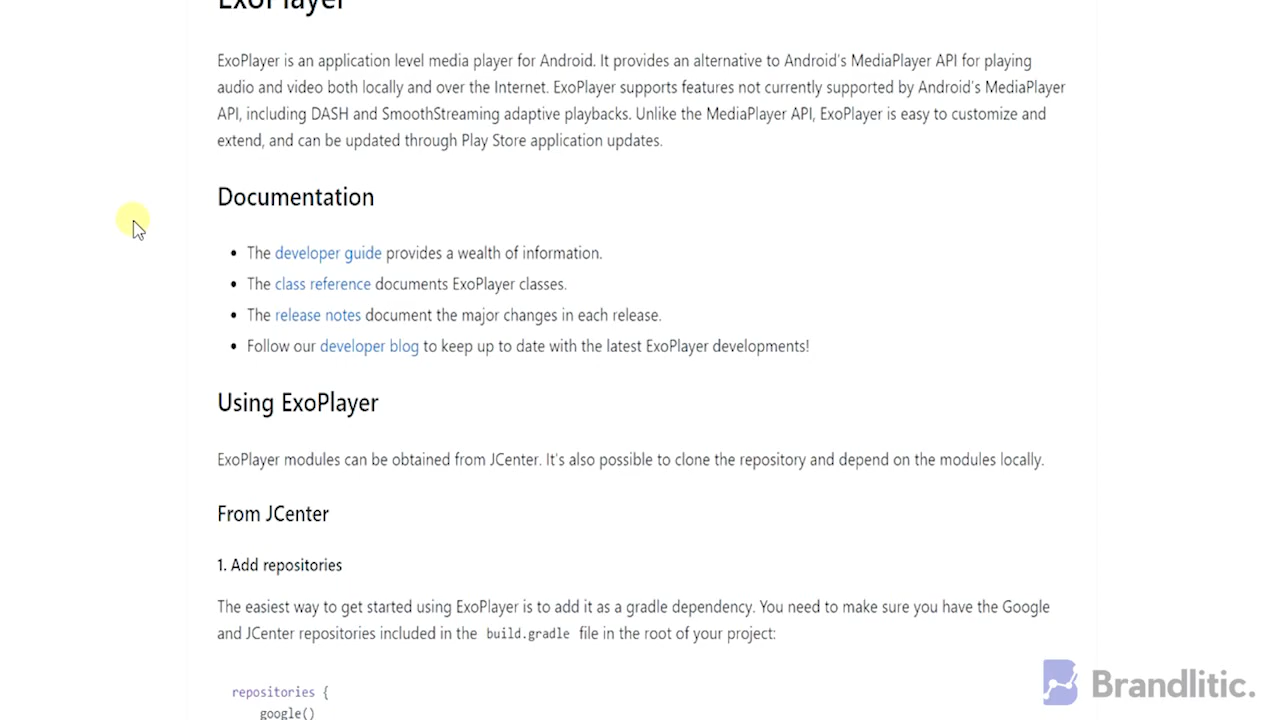 ExoPlayer
ExoPlayer is an application level media player for Android. It provides an alternative to Android's MediaPlayer API for playing
audio and video both locally and over the Internet. ExoPlayer supports features not currently supported by Android's MediaPlayer
API, including DASH and SmoothStreaming adaptive playbacks. Unlike the MediaPlayer API, ExoPlayer is easy to customize and
extend, and can be updated through Play Store application updates.
Documentation
• The developer guide provides a wealth of information.
• The class reference documents ExoPlayer classes.
• The release notes document the major changes in each release.
• Follow our developer blog to keep up to date with the latest ExoPlayer developments!
Using ExoPlayer
ExoPlayer modules can be obtained from JCenter. It's also possible to clone the repository and depend on the modules locally.
From JCenter
1. Add repositories
The easiest way to get started using ExoPlayer is to add it as a gradle dependency. You need to make sure you have the Google
and JCenter repositories included in the build.gradle file in the root of your project:
repositories {
google()
Brandlitic.